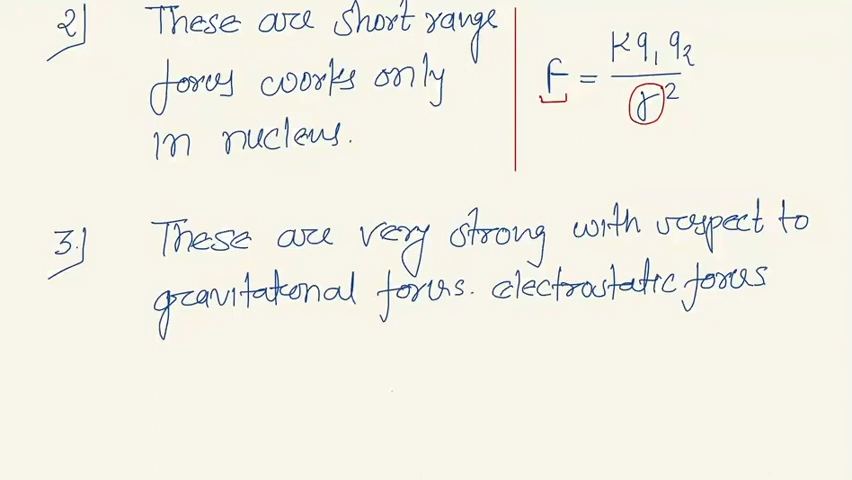 2) These are short range
forces works only
in nucleus.
F = Kq₁q₂ / r²
3.) These are very strong with respect to
gravitational forces. electrostatic forces